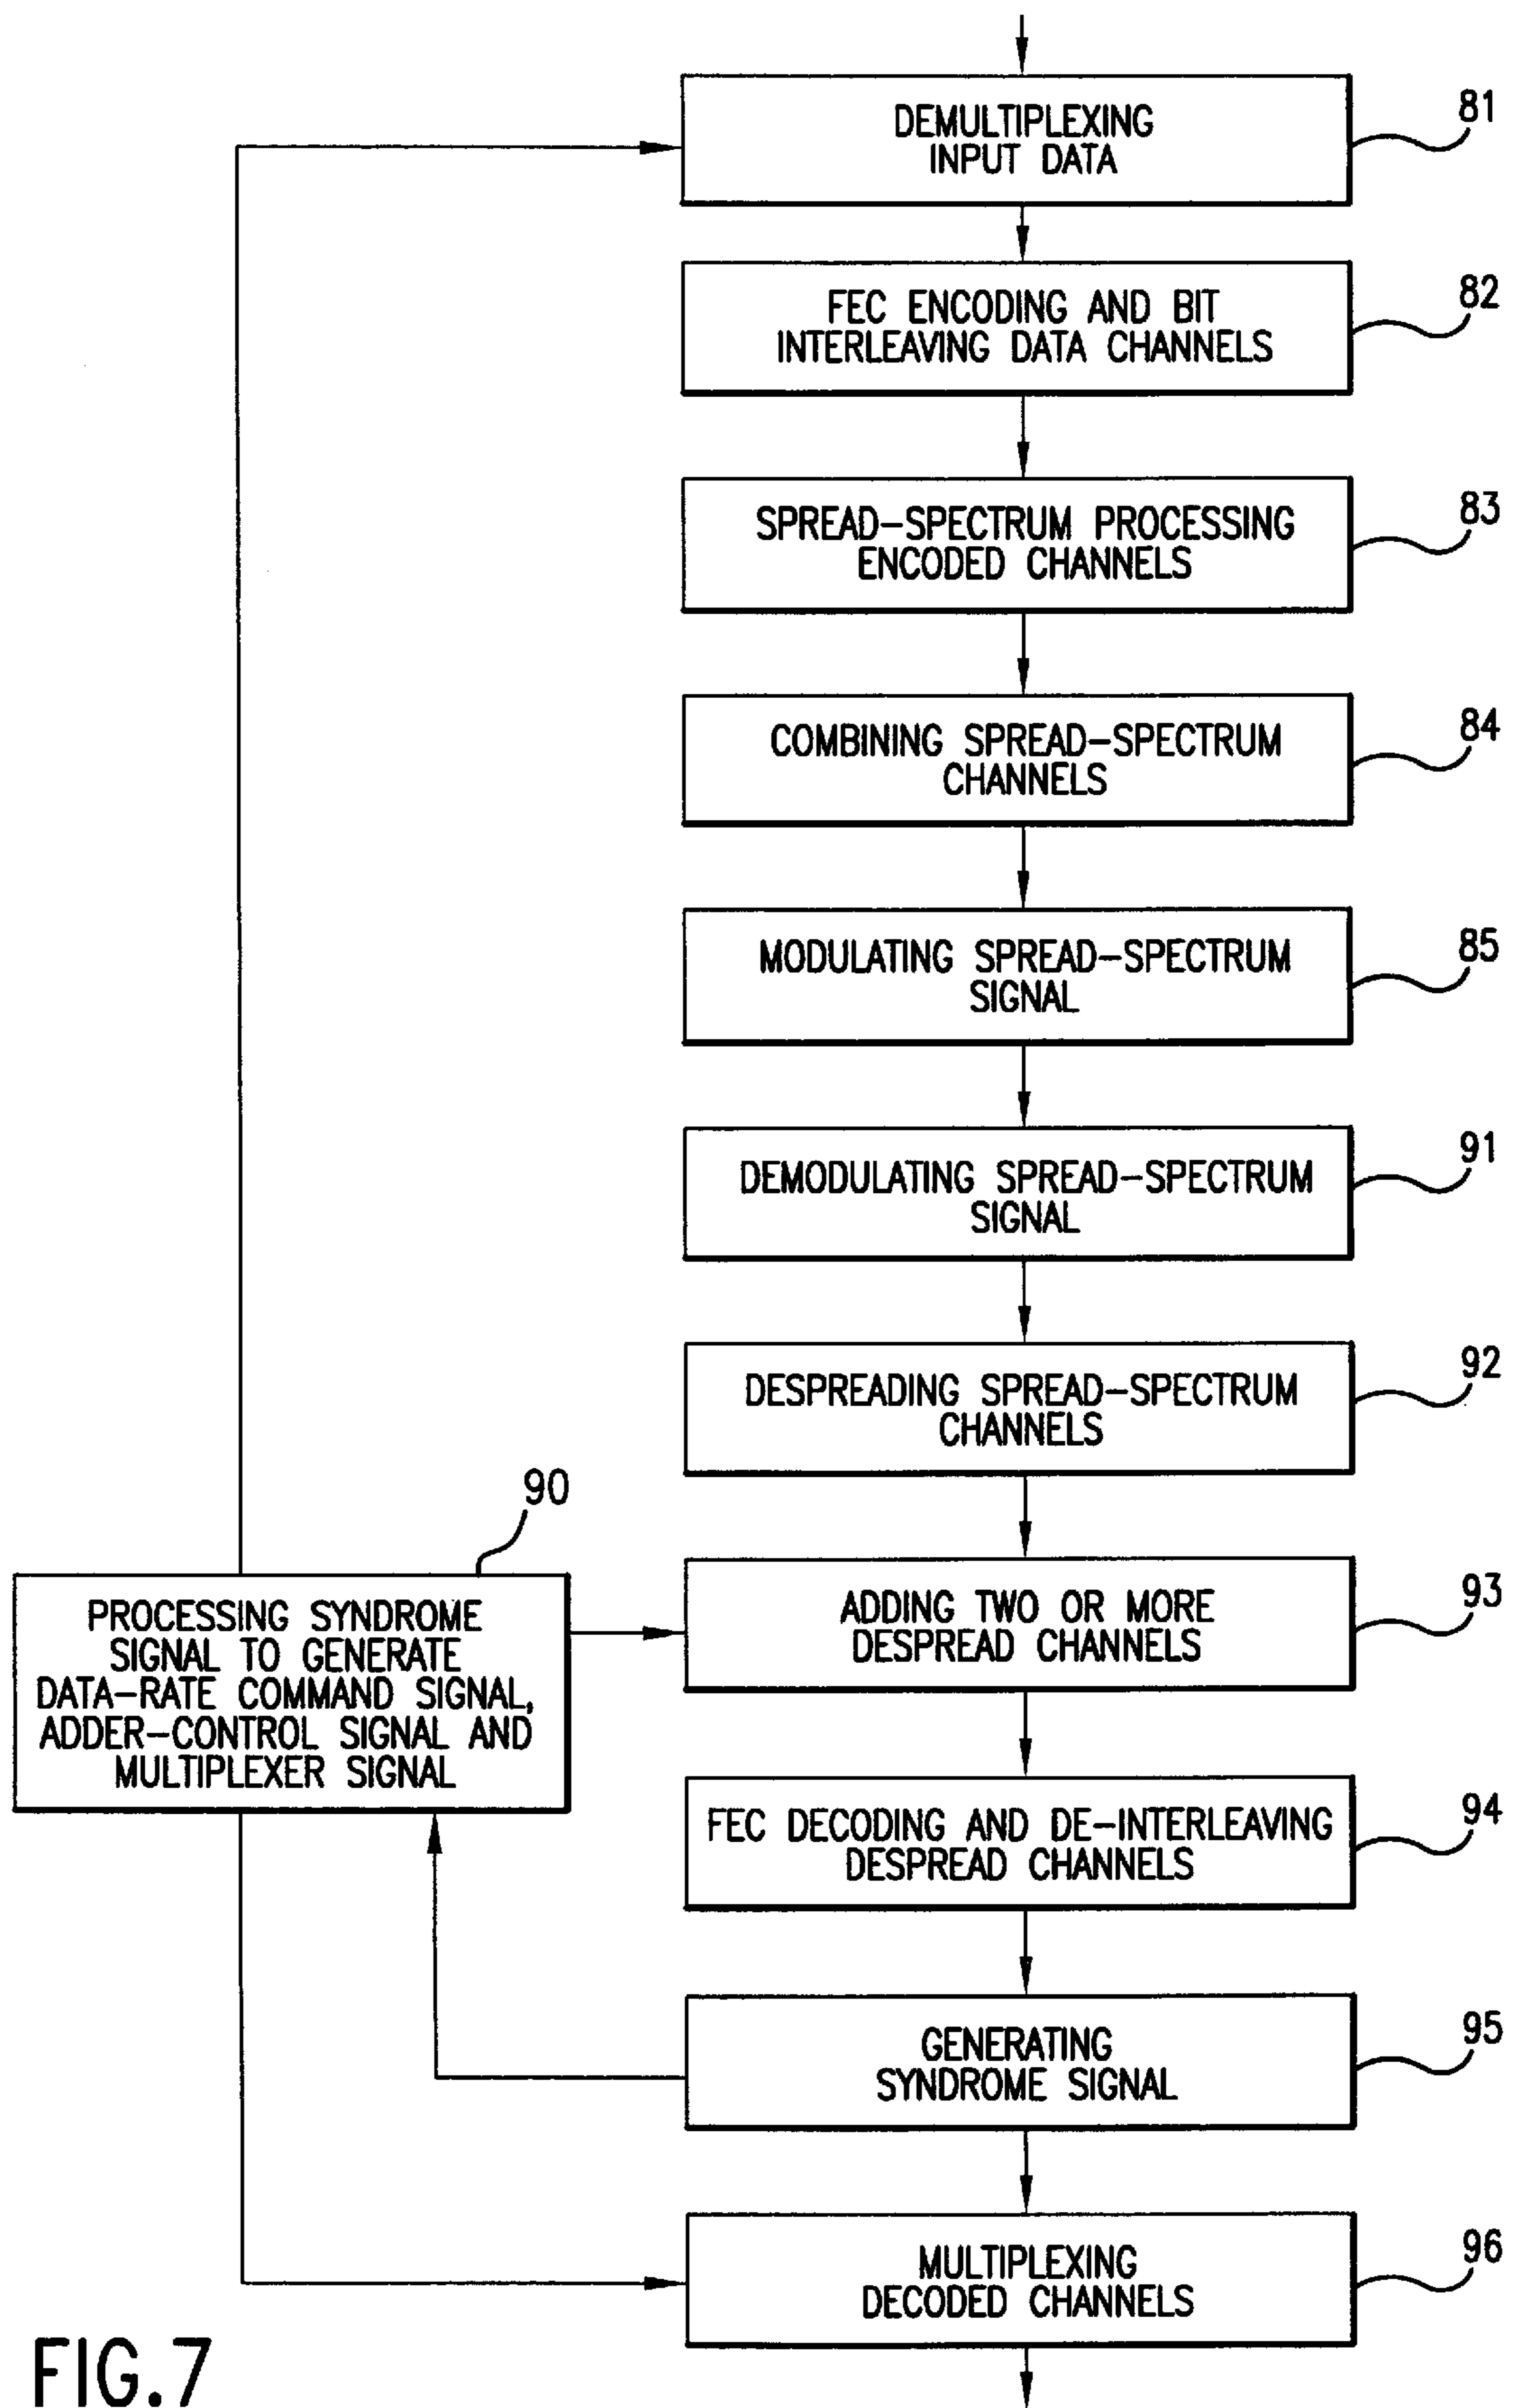 DEMULTIPLEXING
INPUT DATA
81
FEC ENCODING AND BIT
INTERLEAVING DATA CHANNELS
82
SPREAD-SPECTRUM PROCESSING
ENCODED CHANNELS
83
COMBINING SPREAD-SPECTRUM
CHANNELS
84
MODULATING SPREAD-SPECTRUM
SIGNAL
85
DEMODULATING SPREAD-SPECTRUM
SIGNAL
91
DESPREADING SPREAD-SPECTRUM
CHANNELS
92
90
PROCESSING SYNDROME
SIGNAL TO GENERATE
DATA-RATE COMMAND SIGNAL,
ADDER-CONTROL SIGNAL AND
MULTIPLEXER SIGNAL
ADDING TWO OR MORE
DESPREAD CHANNELS
93
FEC DECODING AND DE-INTERLEAVING
DESPREAD CHANNELS
94
GENERATING
SYNDROME SIGNAL
95
MULTIPLEXING
DECODED CHANNELS
96
FIG.7